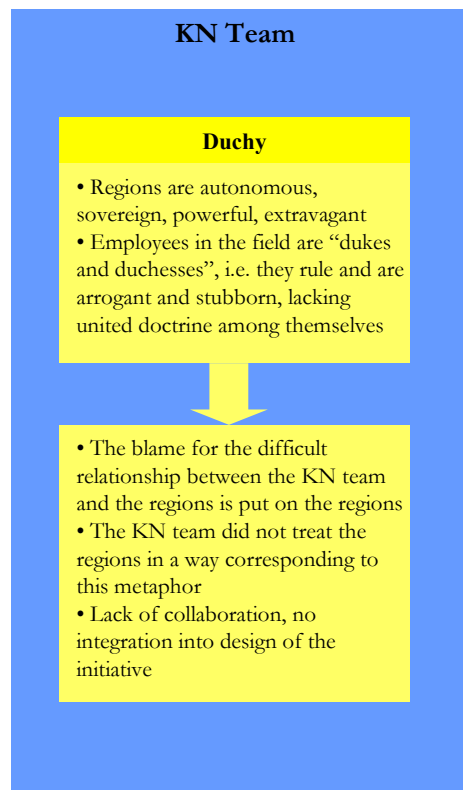 KN Team
Duchy
• Regions are autonomous,
sovereign, powerful, extravagant
• Employees in the field are “dukes
and duchesses”, i.e. they rule and are
arrogant and stubborn, lacking
united doctrine among themselves
• The blame for the difficult
relationship between the KN team
and the regions is put on the regions
• The KN team did not treat the
regions in a way corresponding to
this metaphor
• Lack of collaboration, no
integration into design of the
initiative